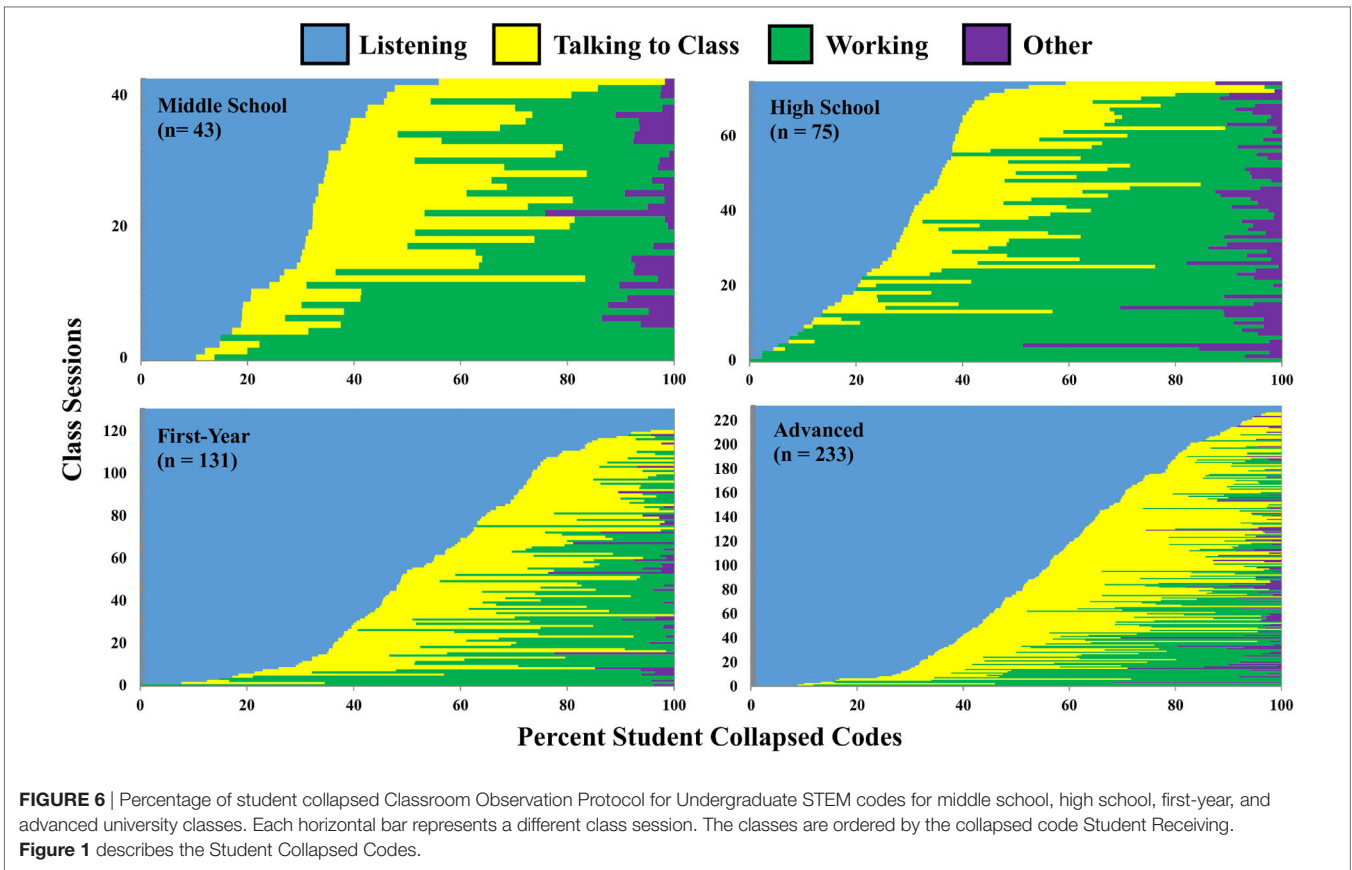 Listening Talking to Class Working Other
Middle School
(n= 43)
40
20
0
0 20 40 60 80 100
High School
(n = 75)
60
40
20
0
0 20 40 60 80 100
Class Sessions
First-Year
(n = 131)
120
100
80
60
40
20
0
0 20 40 60 80 100
Advanced
(n = 233)
220
200
180
160
140
120
100
80
60
40
20
0
0 20 40 60 80 100
Percent Student Collapsed Codes
FIGURE 6 | Percentage of student collapsed Classroom Observation Protocol for Undergraduate STEM codes for middle school, high school, first-year, and
advanced university classes. Each horizontal bar represents a different class session. The classes are ordered by the collapsed code Student Receiving.
Figure 1 describes the Student Collapsed Codes.